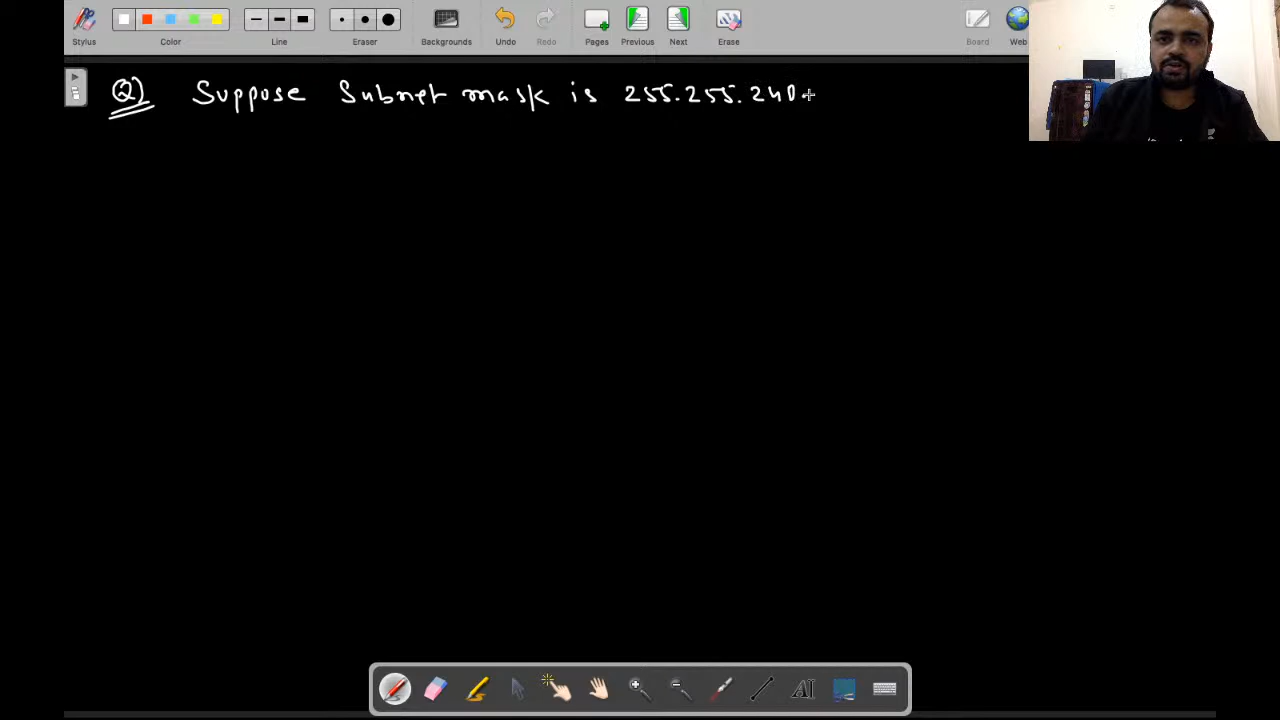 Stylus Color Line Eraser Backgrounds Undo Redo Pages Previous Next Erase Board Web
Q) Suppose Subnet mask is 255.255.240